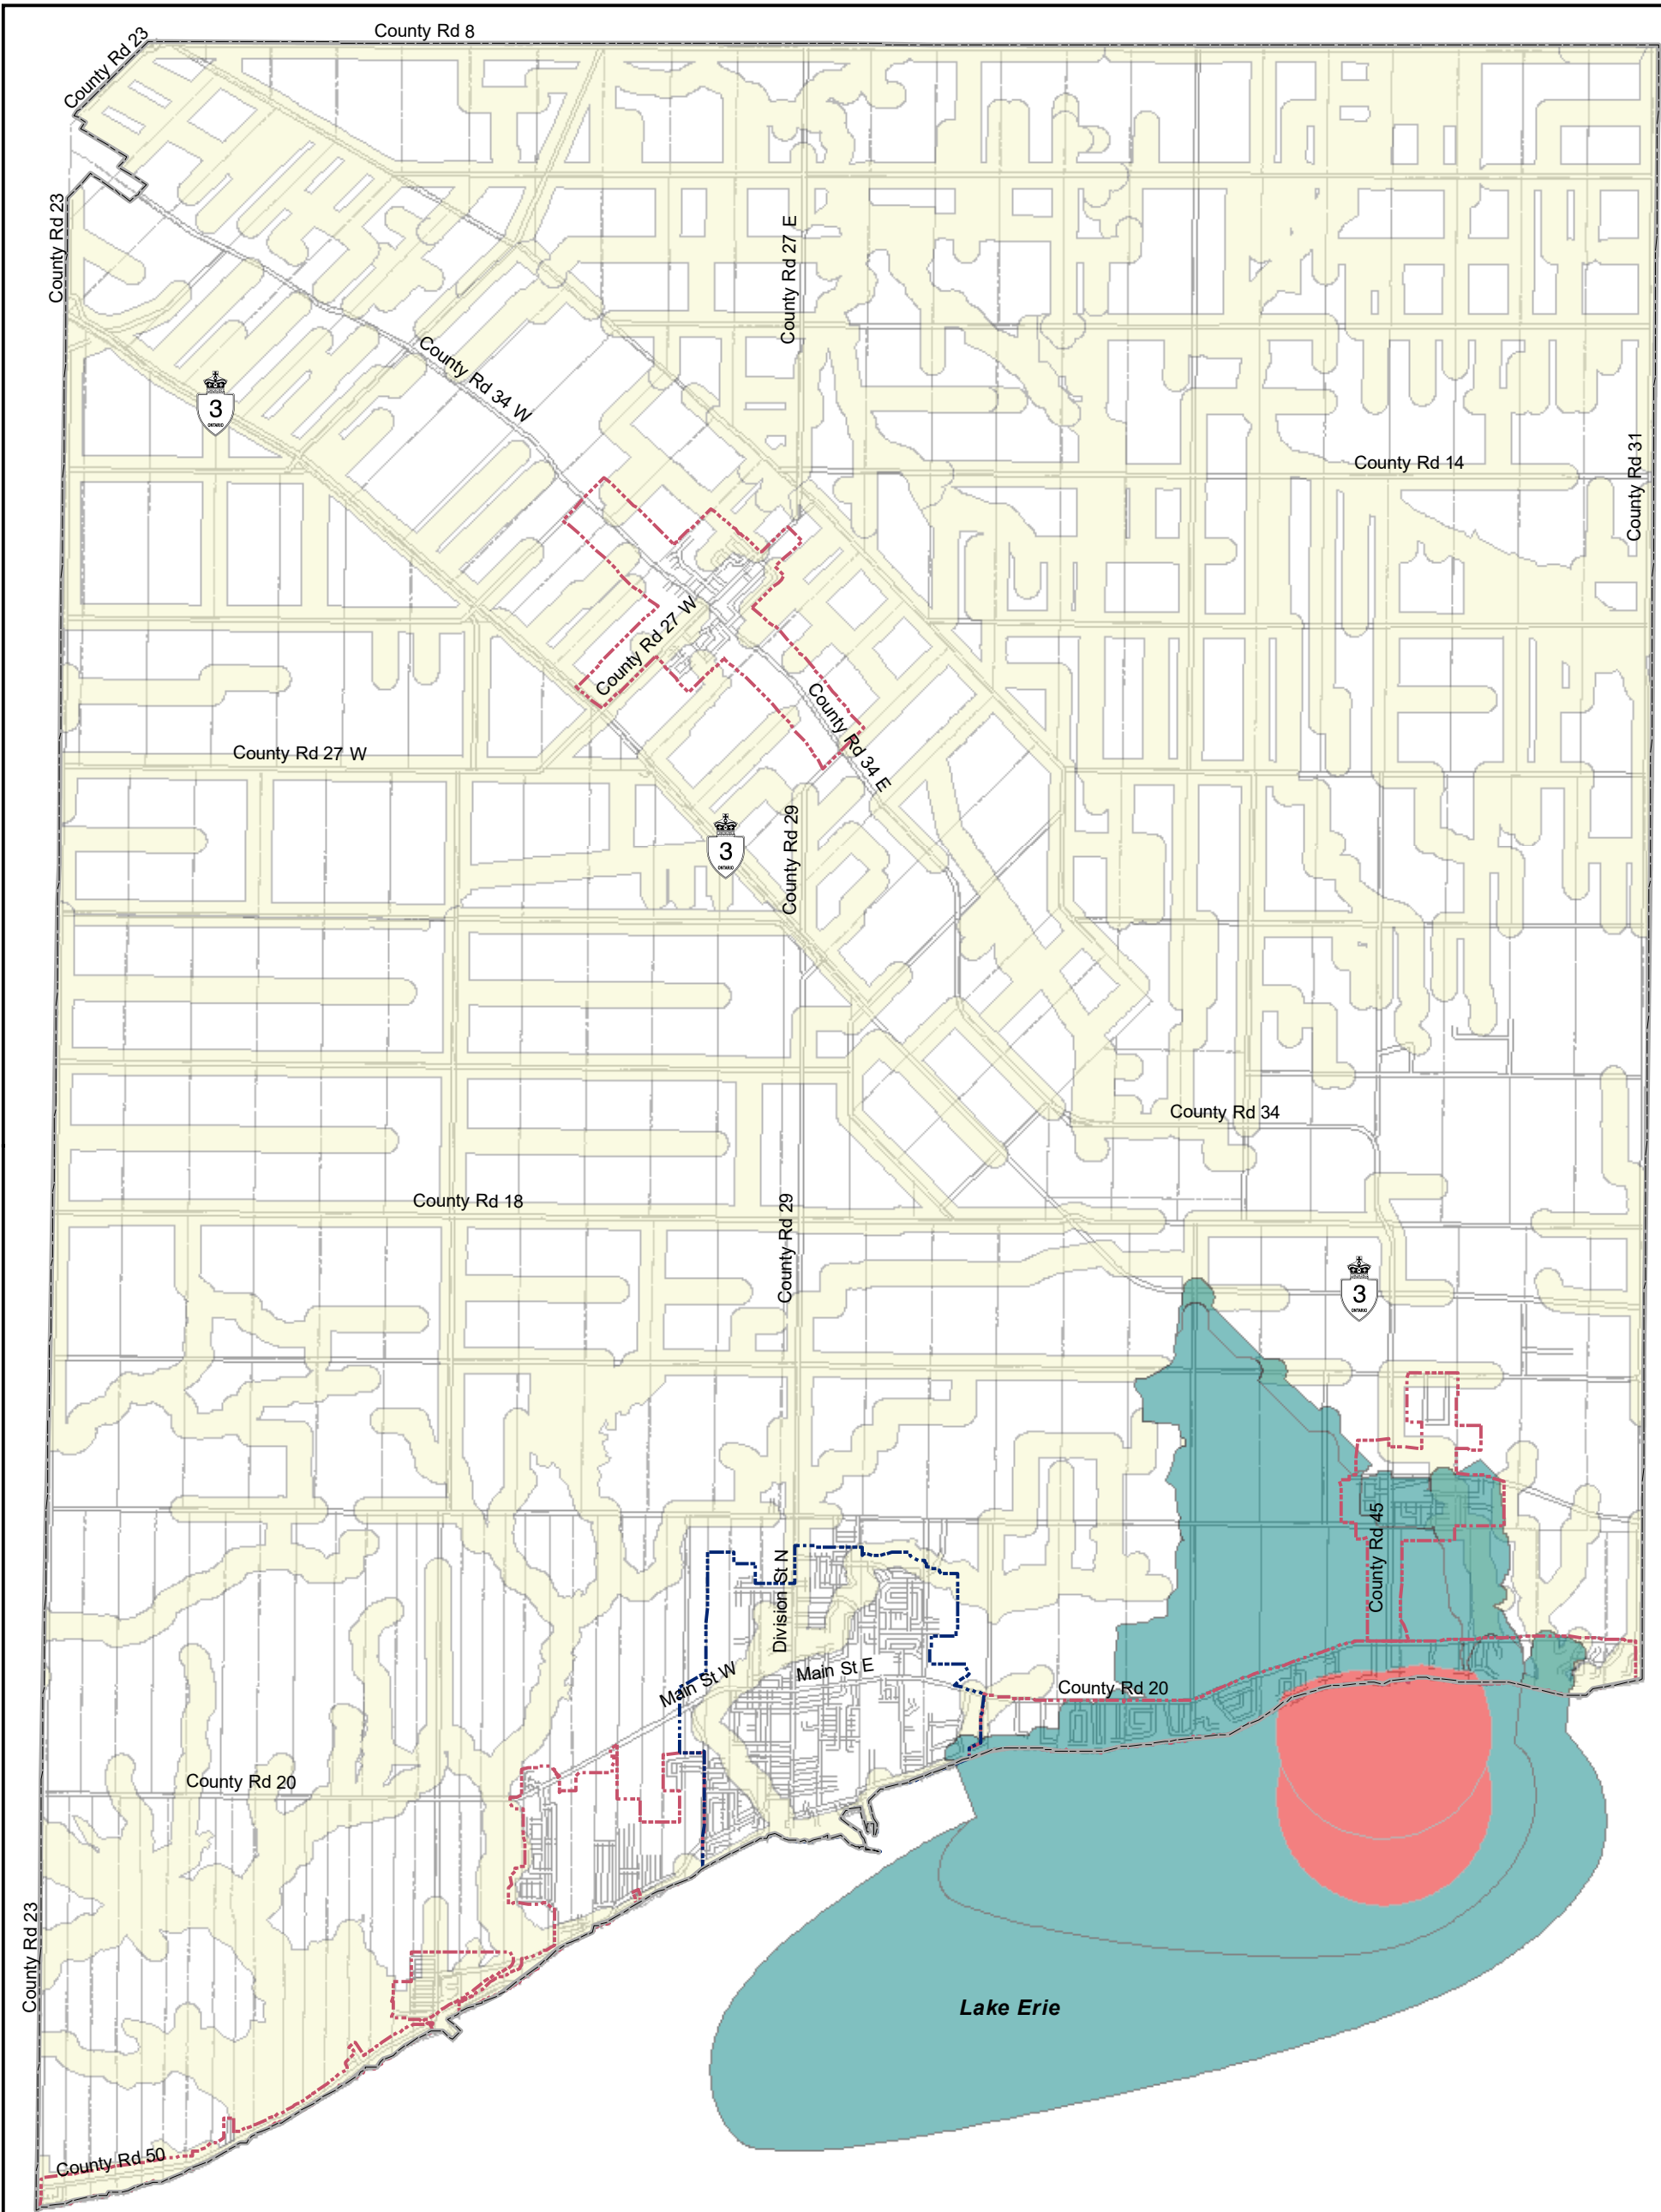 County Rd 8
County Rd 23
County Rd 23
County Rd 27 E
County Rd 34 W
3
ONTARIO
County Rd 14
County Rd 31
County Rd 27 W
County Rd 34 E
County Rd 27 W
3
ONTARIO
County Rd 29
County Rd 34
County Rd 18
County Rd 29
3
ONTARIO
County Rd 45
Division St N
Main St W
Main St E
County Rd 20
County Rd 20
County Rd 23
Lake Erie
County Rd 50